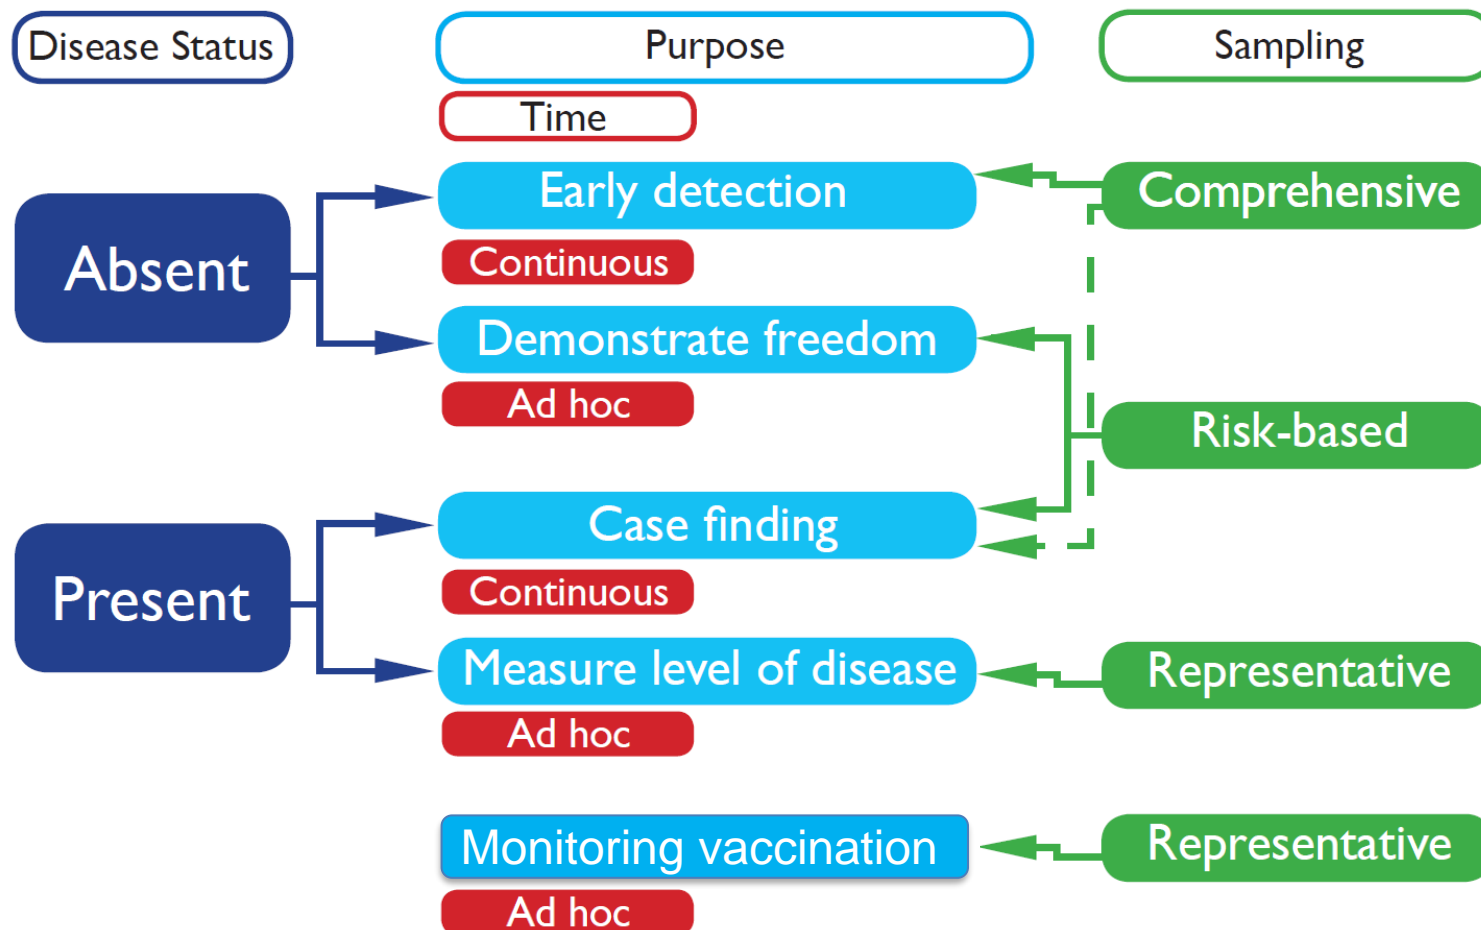 Disease Status
Purpose
Sampling
Time
Early detection
Comprehensive
Absent
Continuous
Demonstrate freedom
Ad hoc
Risk-based
Case finding
Present
Continuous
Measure level of disease
Representative
Ad hoc
Monitoring vaccination
Representative
Ad hoc